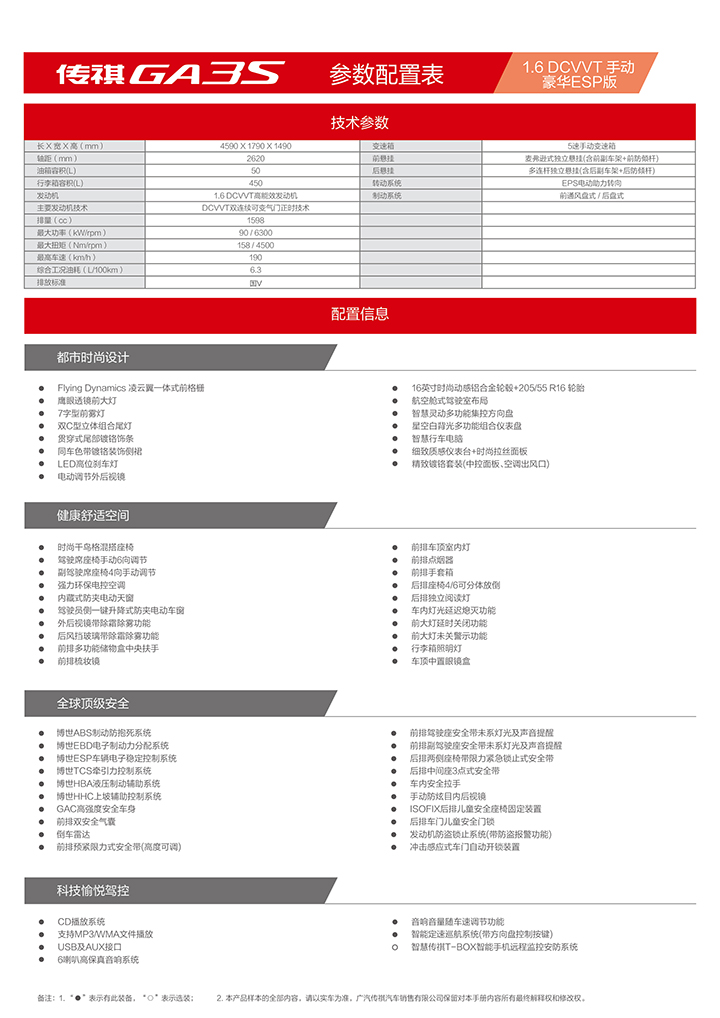 传祺GA3S 参数配置表 1.6 DCVVT 手动
豪华ESP版
技术参数
长X宽X高（mm） 4590 X 1790 X 1490 变速箱 5速手动变速箱
轴距（mm） 2620 前悬挂 麦弗逊式独立悬挂(含前副车架+前防倾杆)
油箱容积(L) 50 后悬挂 多连杆独立悬挂(含后副车架+后防倾杆)
行李箱容积(L) 450 转动系统 EPS电动助力转向
发动机 1.6 DCVVT高能效发动机 制动系统 前通风盘式 / 后盘式
主要发动机技术 DCVVT双连续可变气门正时技术
排量（cc） 1598
最大功率（kW/rpm） 90 / 6300
最大扭矩（Nm/rpm） 158 / 4500
最高车速（km/h） 190
综合工况油耗（L/100km） 6.3
排放标准 国V
配置信息
都市时尚设计
● Flying Dynamics 凌云翼一体式前格栅
● 鹰眼透镜前大灯
● 7字型前雾灯
● 双C型立体组合尾灯
● 贯穿式尾部镀铬饰条
● 同车色带镀铬装饰侧裙
● LED高位刹车灯
● 电动调节外后视镜
● 16英寸时尚动感铝合金轮毂+205/55 R16 轮胎
● 航空舱式驾驶室布局
● 智慧灵动多功能集控方向盘
● 星空白背光多功能组合仪表盘
● 智慧行车电脑
● 细致质感仪表台+时尚拉丝面板
● 精致镀铬套装(中控面板、空调出风口)
健康舒适空间
● 时尚千鸟格混搭座椅
● 驾驶席座椅手动6向调节
● 副驾驶席座椅4向手动调节
● 强力环保电控空调
● 内藏式防夹电动天窗
● 驾驶员侧一键升降式防夹电动车窗
● 外后视镜带除霜除雾功能
● 后风挡玻璃带除霜除雾功能
● 前排多功能储物盒中央扶手
● 前排梳妆镜
● 前排车顶室内灯
● 前排点烟器
● 前排手套箱
● 后排座椅4/6可分体放倒
● 后排独立阅读灯
● 车内灯光延迟熄灭功能
● 前大灯延时关闭功能
● 前大灯未关警示功能
● 行李箱照明灯
● 车顶中置眼镜盒
全球顶级安全
● 博世ABS制动防抱死系统
● 博世EBD电子制动力分配系统
● 博世ESP车辆电子稳定控制系统
● 博世TCS牵引力控制系统
● 博世HBA液压制动辅助系统
● 博世HHC上坡辅助控制系统
● GAC高强度安全车身
● 前排双安全气囊
● 倒车雷达
● 前排预紧限力式安全带(高度可调)
● 前排驾驶座安全带未系灯光及声音提醒
● 前排副驾驶座安全带未系灯光及声音提醒
● 后排两侧座椅带限力紧急锁止式安全带
● 后排中间座3点式安全带
● 车内安全拉手
● 手动防炫目内后视镜
● ISOFIX后排儿童安全座椅固定装置
● 后排车门儿童安全门锁
● 发动机防盗锁止系统(带防盗报警功能)
● 冲击感应式车门自动开锁装置
科技愉悦驾控
● CD播放系统
● 支持MP3/WMA文件播放
● USB及AUX接口
● 6喇叭高保真音响系统
● 音响音量随车速调节功能
● 智能定速巡航系统(带方向盘控制按键)
○ 智慧传祺T-BOX智能手机远程监控安防系统
备注：1. “●”表示有此装备，“○”表示选装； 2. 本产品样本的全部内容，请以实车为准，广汽传祺汽车销售有限公司保留对本手册内容所有最终解释权和修改权。